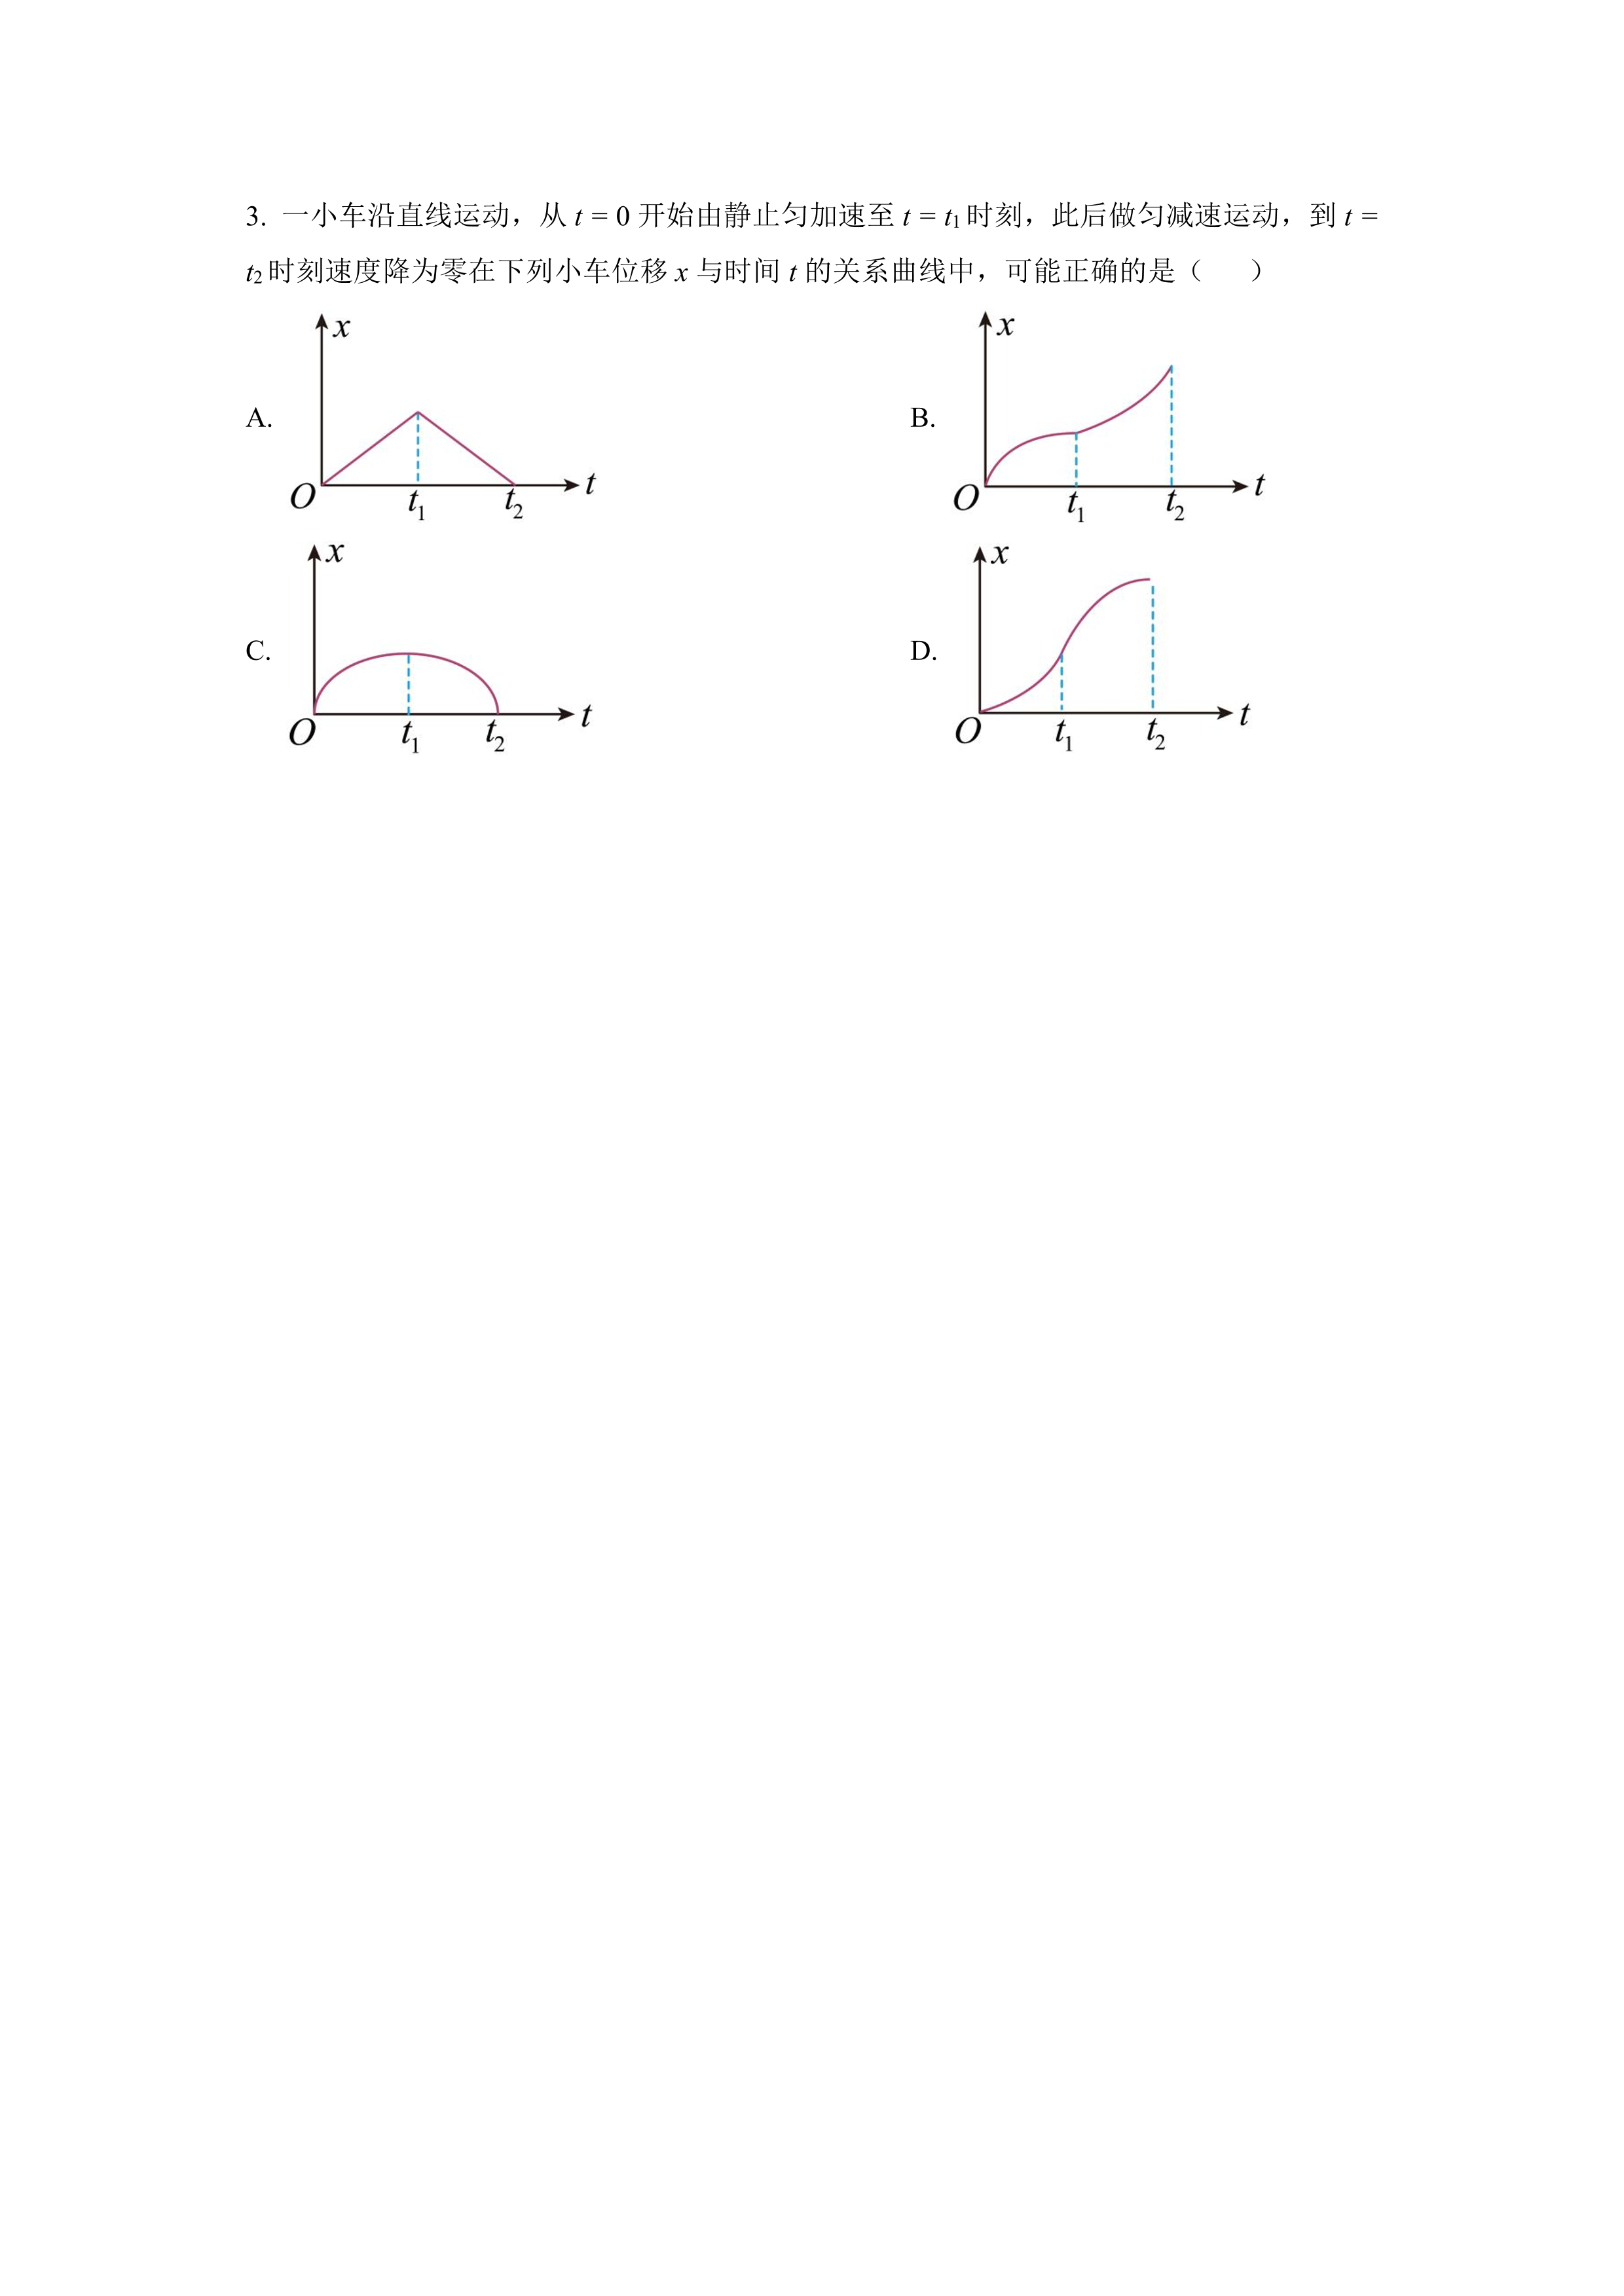 3. 一小车沿直线运动，从 t = 0 开始由静止匀加速至 t = t₁ 时刻，此后做匀减速运动，到 t =
t₂ 时刻速度降为零在下列小车位移 x 与时间 t 的关系曲线中，可能正确的是（　　）
A. x O t₁ t₂ t
B. x O t₁ t₂ t
C. x O t₁ t₂ t
D. x O t₁ t₂ t